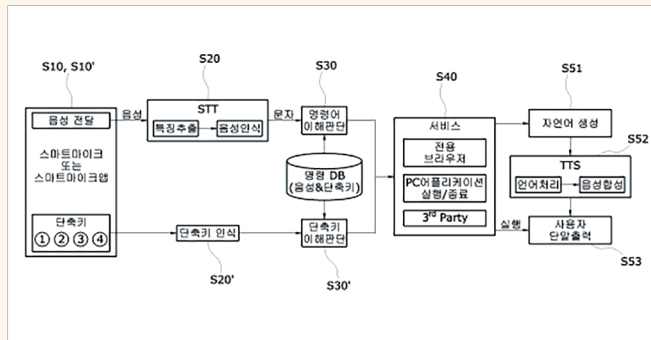 S10, S10'
S20
S30
S40
S51
음성 전달
음성
STT
특징추출
음성인식
문자
명령어
이해판단
서비스
자연어 생성
S52
스마트마이크
또는
스마트마이크앱
명령 DB
(음성&단축키)
전용
브라우저
PC어플리케이션
실행/종료
3rd Party
TTS
언어처리
음성합성
단축키
① ② ③ ④
단축키 인식
단축키
이해판단
실행
사용자
단말출력
S20'
S30'
S53